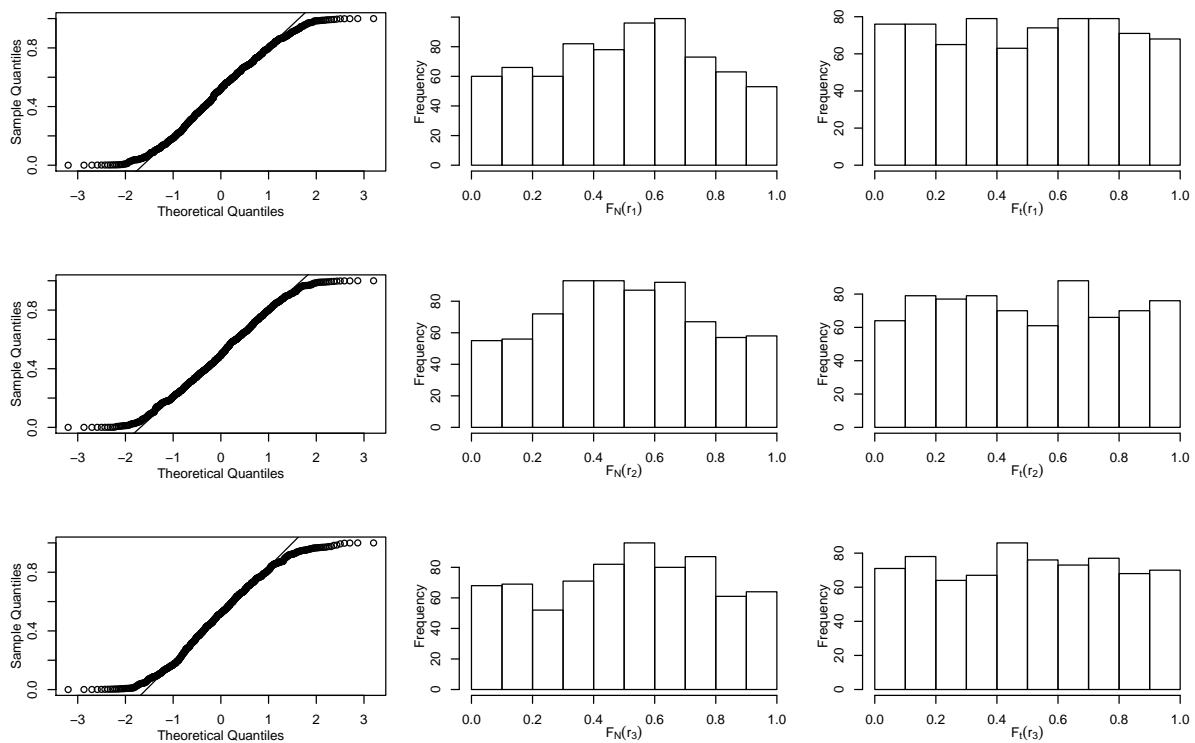 Sample Quantiles
0.0 0.4 0.8
−3 −2 −1 0 1 2 3
Theoretical Quantiles
Frequency
0 20 40 60 80
0.0 0.2 0.4 0.6 0.8 1.0
F_N(r_1)
Frequency
0 20 40 60 80
0.0 0.2 0.4 0.6 0.8 1.0
F_t(r_1)
Sample Quantiles
0.0 0.4 0.8
−3 −2 −1 0 1 2 3
Theoretical Quantiles
Frequency
0 20 40 60 80
0.0 0.2 0.4 0.6 0.8 1.0
F_N(r_2)
Frequency
0 20 40 60 80
0.0 0.2 0.4 0.6 0.8 1.0
F_t(r_2)
Sample Quantiles
0.0 0.4 0.8
−3 −2 −1 0 1 2 3
Theoretical Quantiles
Frequency
0 20 40 60 80
0.0 0.2 0.4 0.6 0.8 1.0
F_N(r_3)
Frequency
0 20 40 60 80
0.0 0.2 0.4 0.6 0.8 1.0
F_t(r_3)